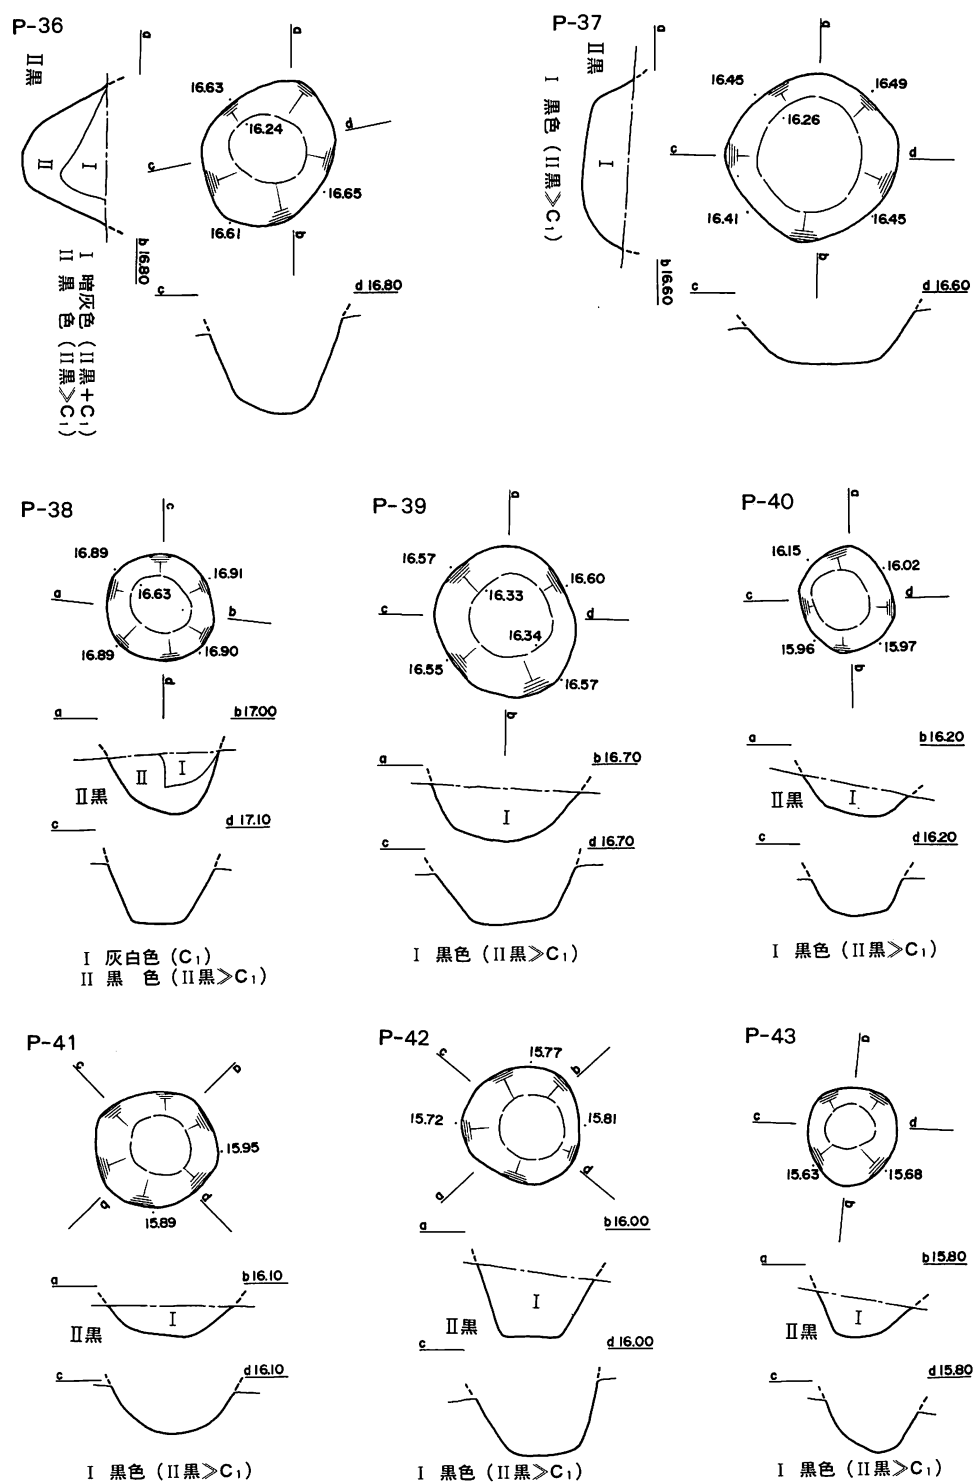 P-36
a
a
II黒
16.63
16.24
d
c
II
I
16.65
16.61
b
b 16.80
c
d 16.80
I 暗灰色（II黒+C₁）
II 黒 色（II黒≫C₁）
P-37
a
a
II黒
I 黒色（II黒≫C₁）
16.45
16.49
16.26
I
c
d
16.41
16.45
b
b 16.60
c
d 16.60
P-38
c
16.89
16.91
16.63
a
b
16.89
16.90
d
a
b 17.00
II
I
II黒
c
d 17.10
I 灰白色（C₁）
II 黒 色（II黒≫C₁）
P-39
a
16.57
16.60
16.33
c
d
16.34
16.55
16.57
b
a
b 16.70
I
c
d 16.70
I 黒色（II黒≫C₁）
P-40
a
16.15
16.02
c
d
15.96
15.97
b
a
b 16.20
II黒
I
c
d 16.20
I 黒色（II黒≫C₁）
P-41
c
a
15.95
b
d
15.89
a
b 16.10
I
II黒
c
d 16.10
I 黒色（II黒≫C₁）
P-42
c
15.77
b
15.72
15.81
a
d
a
b 16.00
I
II黒
c
d 16.00
I 黒色（II黒≫C₁）
P-43
a
c
d
15.63
15.68
b
a
b 15.80
I
II黒
c
d 15.80
I 黒色（II黒≫C₁）